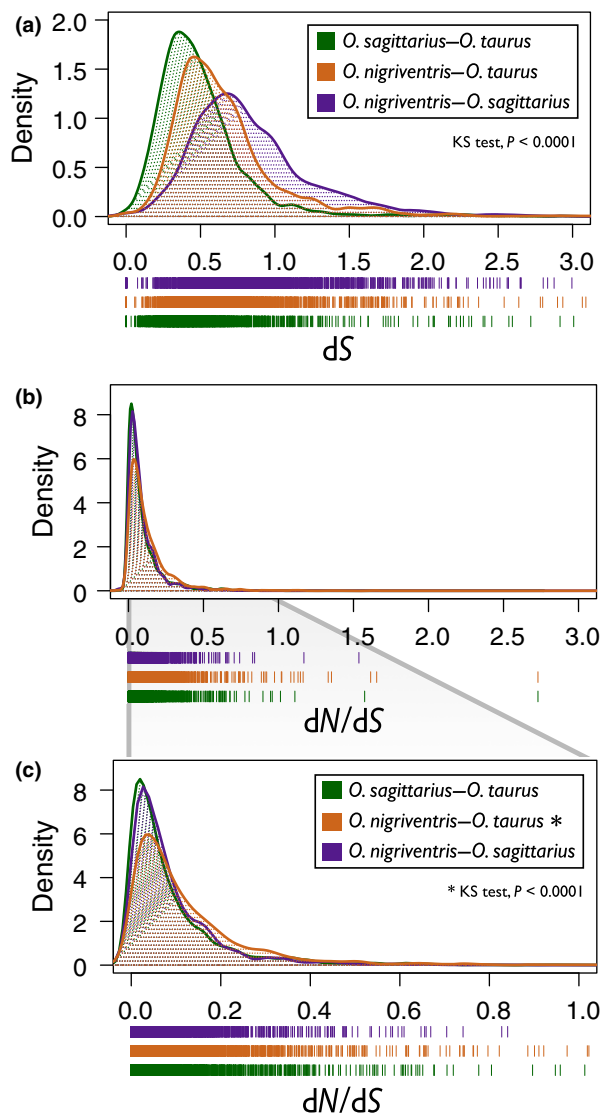 (a)
2.0
1.5
1.0
0.5
0.0
Density
O. sagittarius—O. taurus
O. nigriventris—O. taurus
O. nigriventris—O. sagittarius
KS test, P < 0.0001
0.0 0.5 1.0 1.5 2.0 2.5 3.0
dS
(b)
8
6
4
2
0
Density
0.0 0.5 1.0 1.5 2.0 2.5 3.0
dN/dS
(c)
8
6
4
2
0
Density
O. sagittarius—O. taurus
O. nigriventris—O. taurus *
O. nigriventris—O. sagittarius
* KS test, P < 0.0001
0.0 0.2 0.4 0.6 0.8 1.0
dN/dS